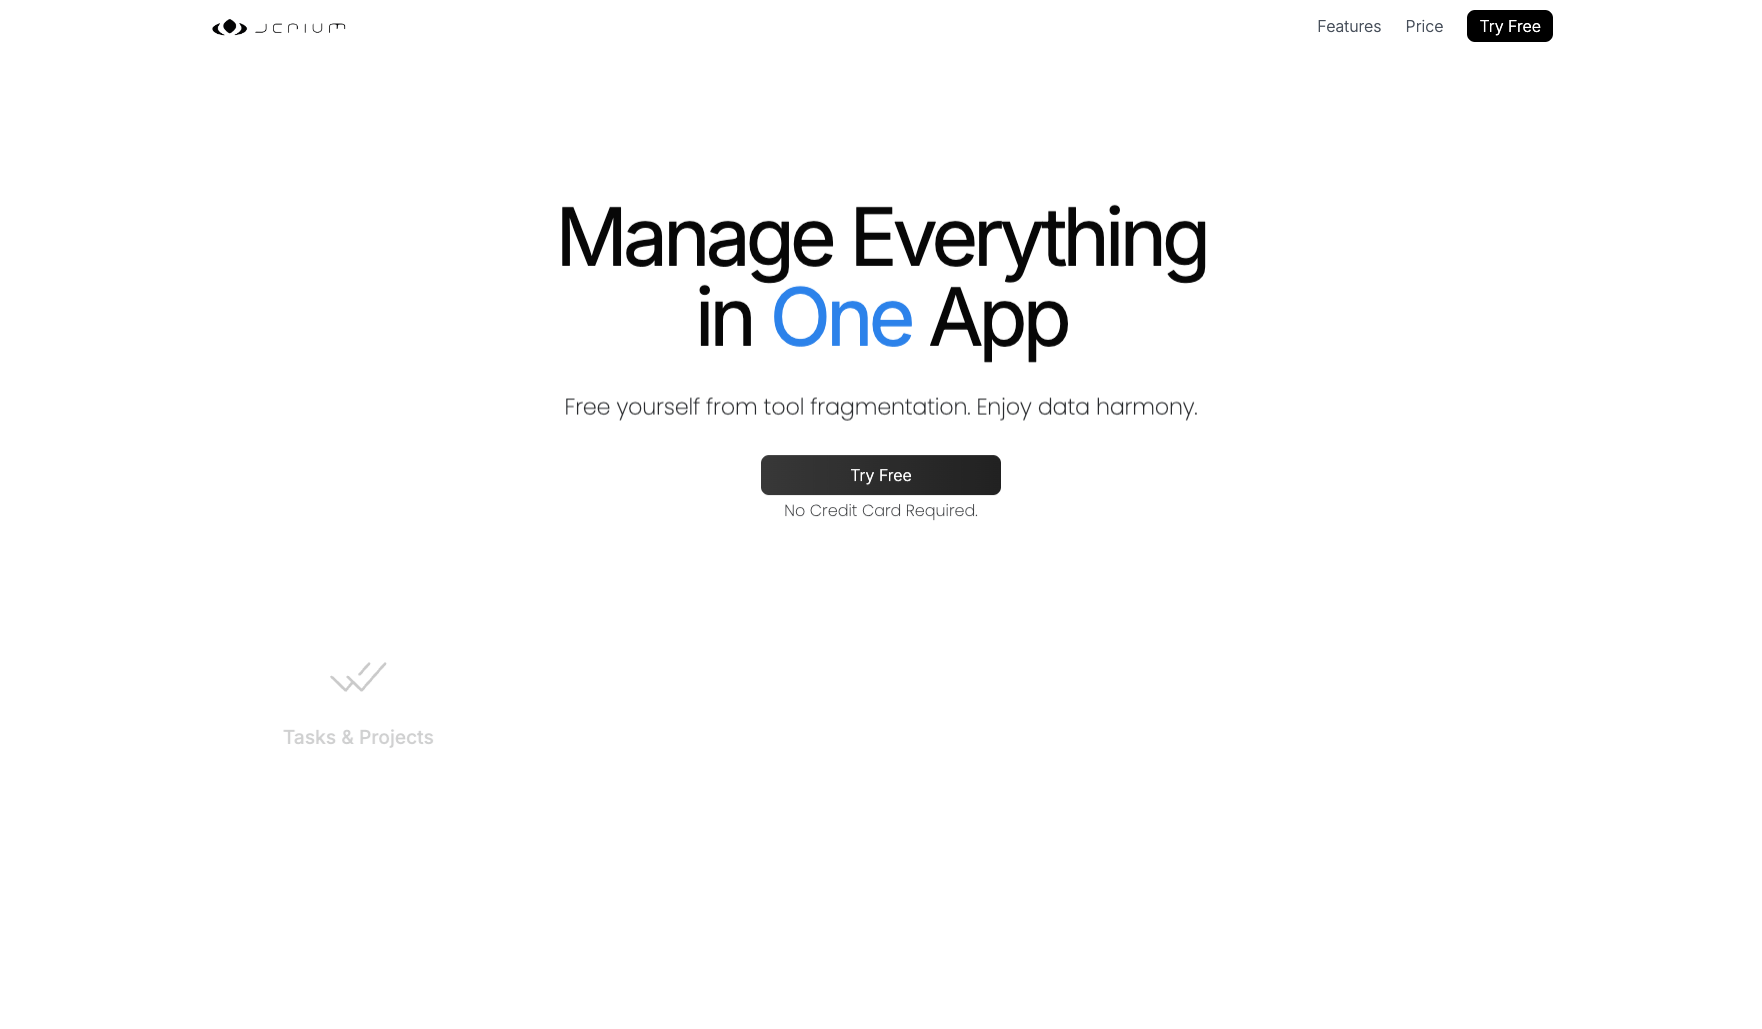 JERIUM
Features
Price
Try Free
Manage Everything
in One App
Free yourself from tool fragmentation. Enjoy data harmony.
Try Free
No Credit Card Required.
Tasks & Projects